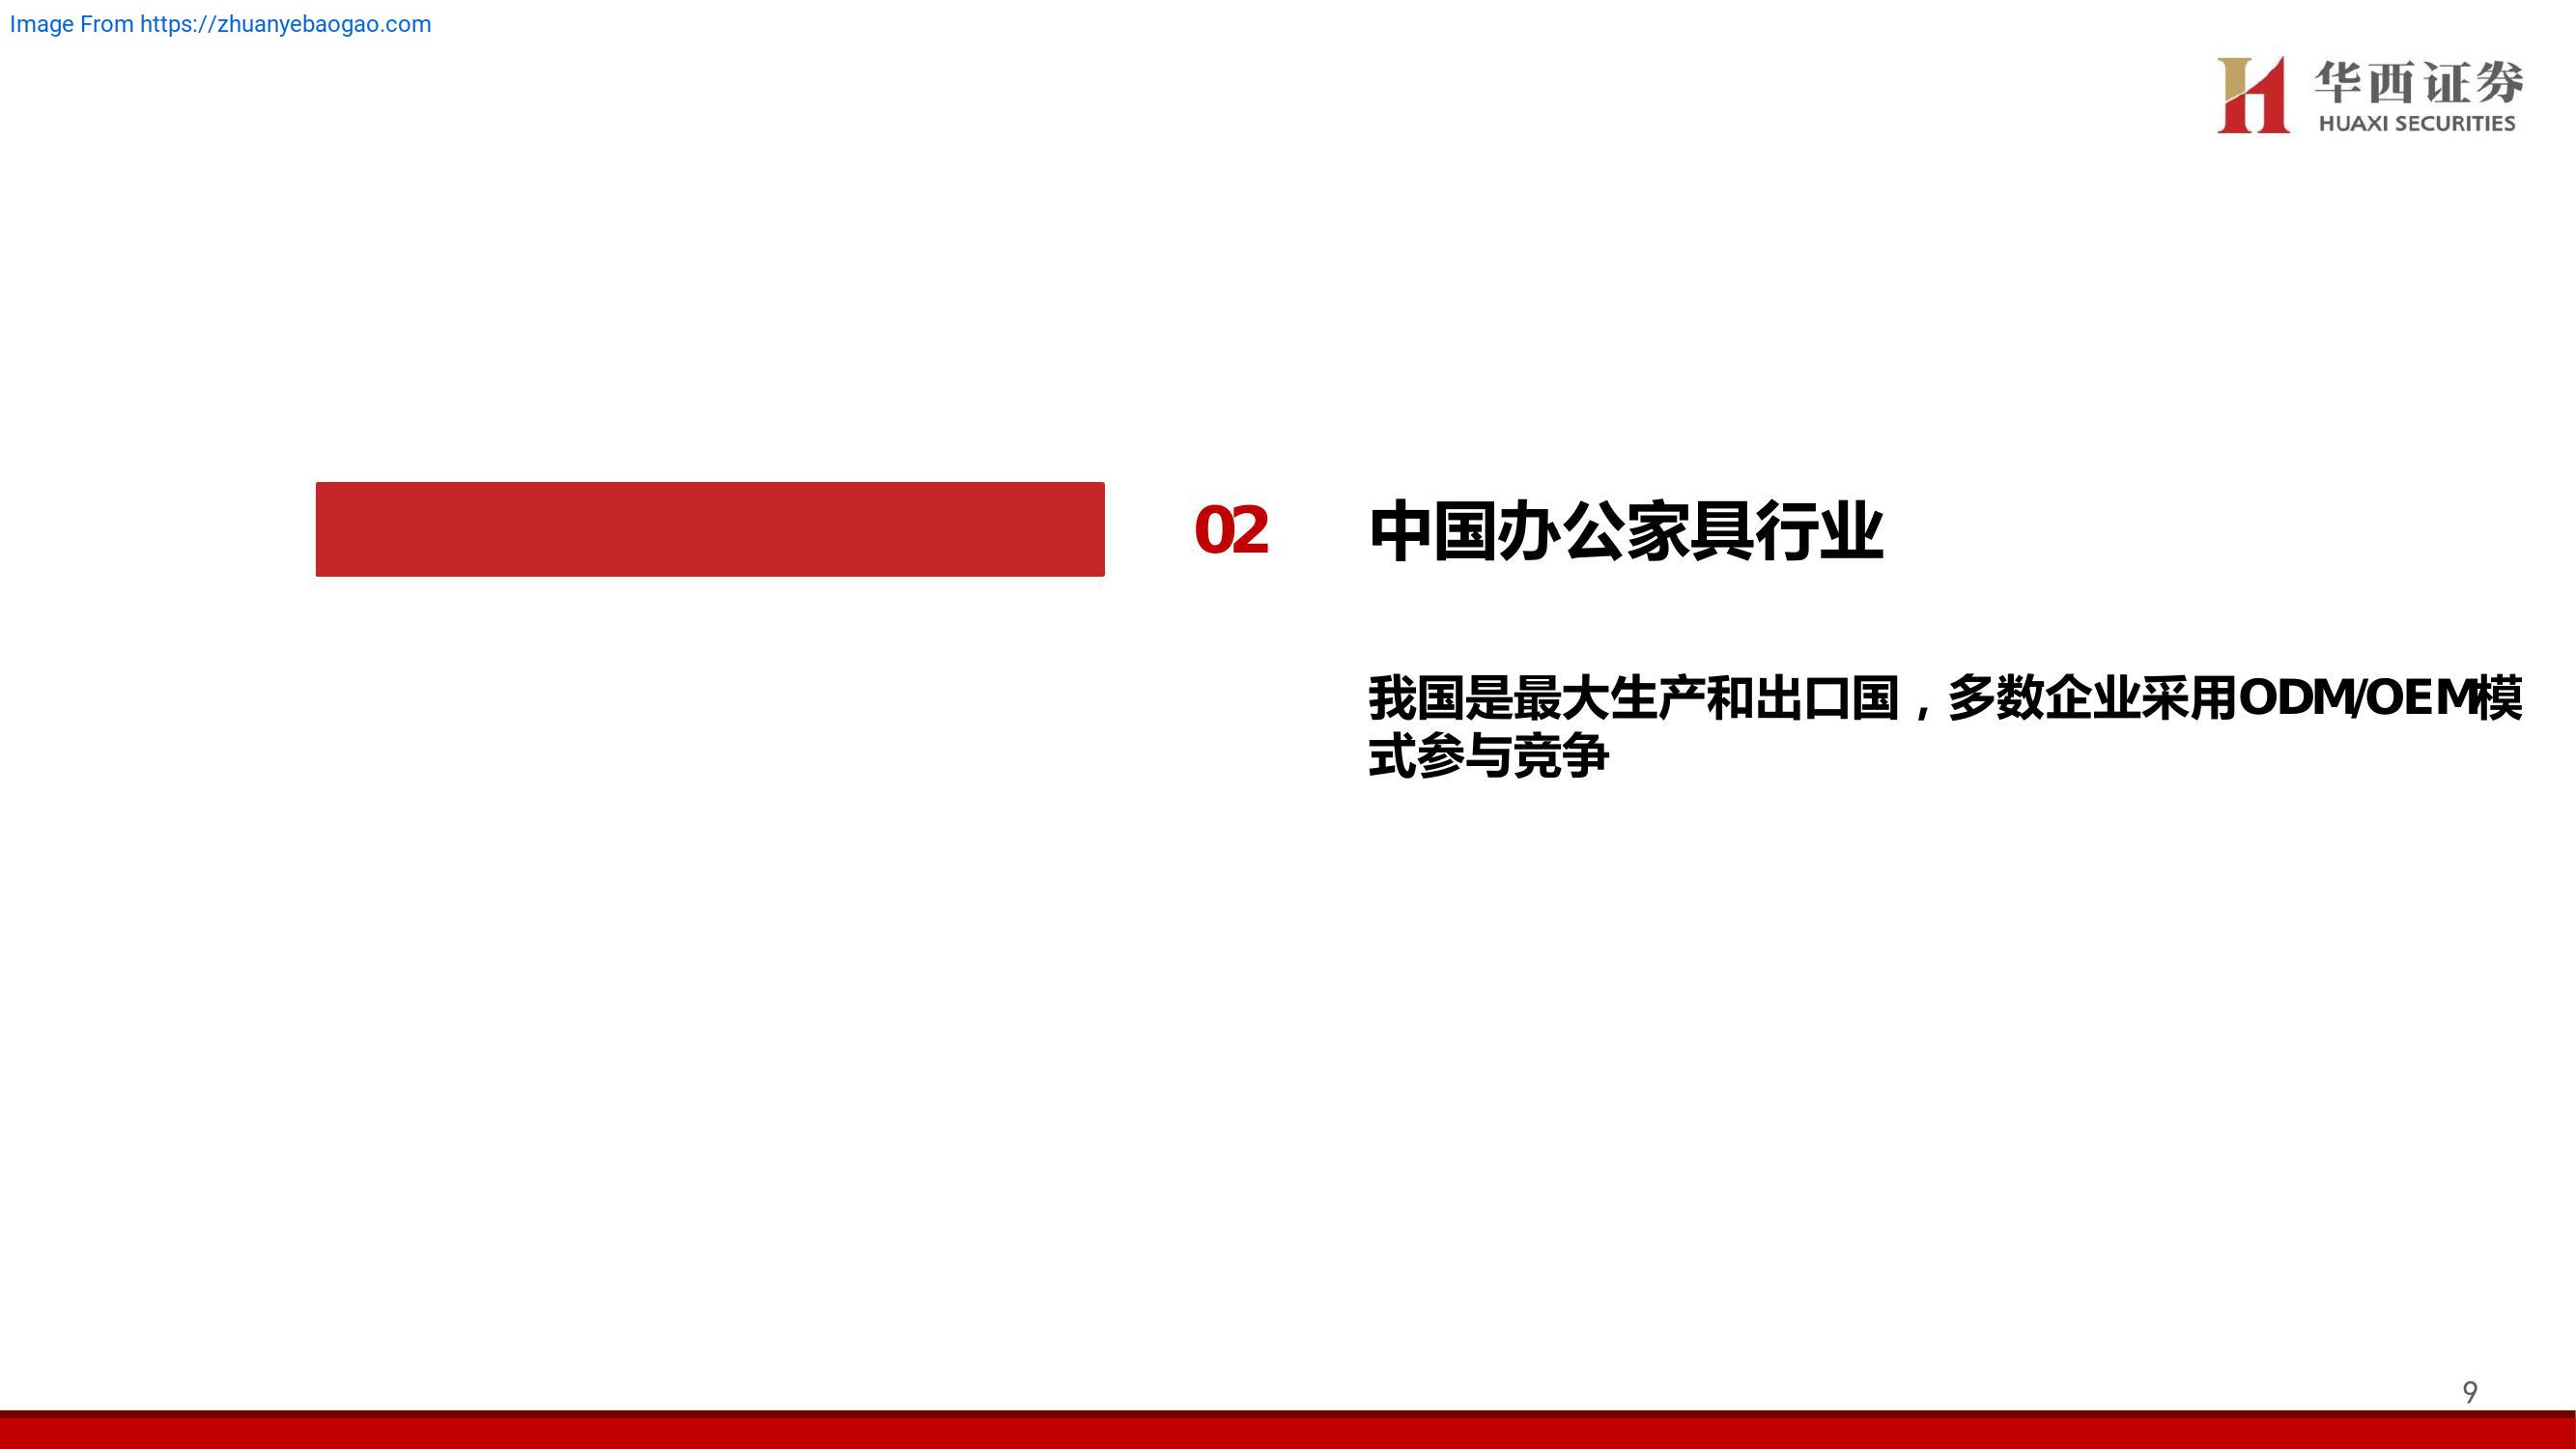 Image From https://zhuanyebaogao.com
华西证券
HUAXI SECURITIES
02 中国办公家具行业
我国是最大生产和出口国，多数企业采用ODM/OEM模
式参与竞争
9